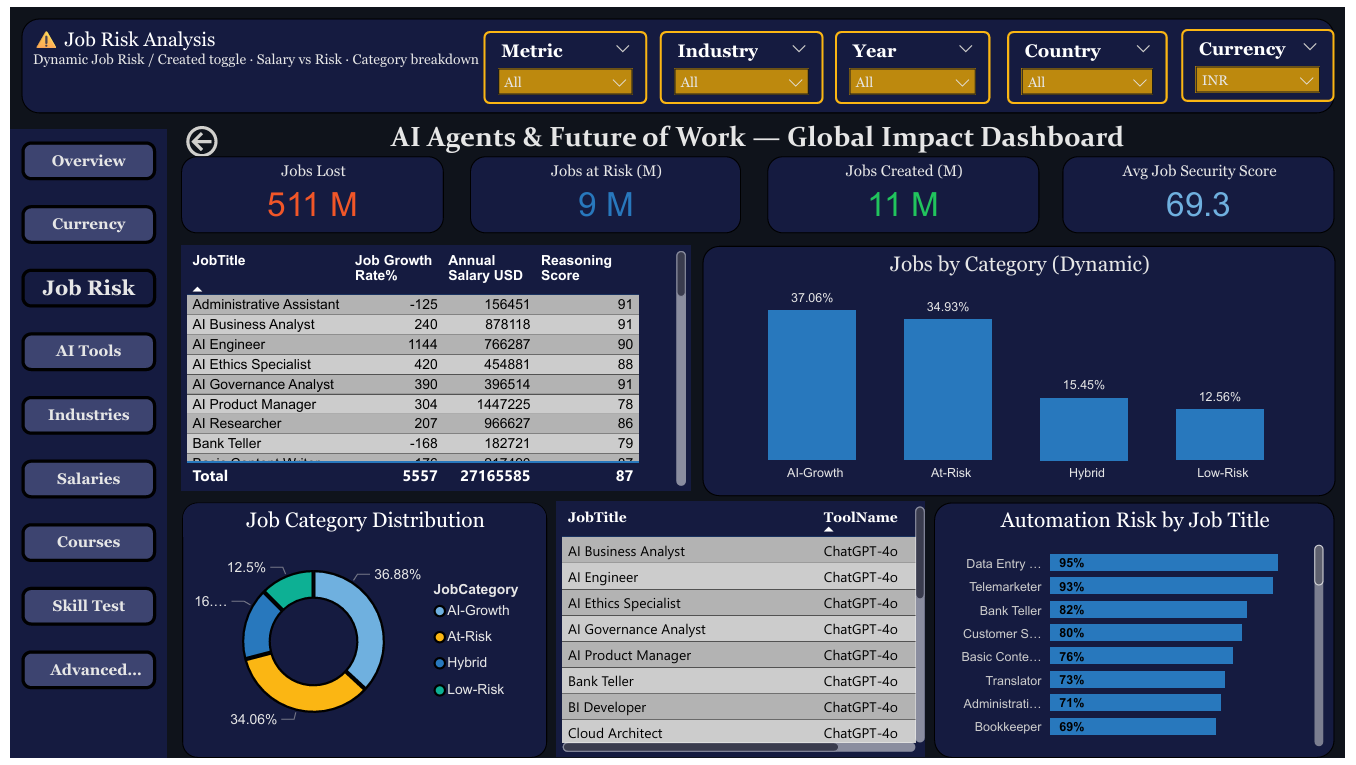 Job Risk Analysis
Dynamic Job Risk / Created toggle · Salary vs Risk · Category breakdown
Metric
All
Industry
All
Year
All
Country
All
Currency
INR
AI Agents & Future of Work — Global Impact Dashboard
Overview
Currency
Job Risk
AI Tools
Industries
Salaries
Courses
Skill Test
Advanced...
Jobs Lost
511 M
Jobs at Risk (M)
9 M
Jobs Created (M)
11 M
Avg Job Security Score
69.3
JobTitle Job Growth Rate% Annual Salary USD Reasoning Score
Administrative Assistant -125 156451 91
AI Business Analyst 240 878118 91
AI Engineer 1144 766287 90
AI Ethics Specialist 420 454881 88
AI Governance Analyst 390 396514 91
AI Product Manager 304 1447225 78
AI Researcher 207 966627 86
Bank Teller -168 182721 79
Total 5557 27165585 87
Jobs by Category (Dynamic)
37.06%
34.93%
15.45%
12.56%
AI-Growth At-Risk Hybrid Low-Risk
Job Category Distribution
12.5%
36.88%
16....
34.06%
JobCategory
AI-Growth
At-Risk
Hybrid
Low-Risk
JobTitle ToolName
AI Business Analyst ChatGPT-4o
AI Engineer ChatGPT-4o
AI Ethics Specialist ChatGPT-4o
AI Governance Analyst ChatGPT-4o
AI Product Manager ChatGPT-4o
Bank Teller ChatGPT-4o
BI Developer ChatGPT-4o
Cloud Architect ChatGPT-4o
Automation Risk by Job Title
Data Entry ... 95%
Telemarketer 93%
Bank Teller 82%
Customer S... 80%
Basic Conte... 76%
Translator 73%
Administrati... 71%
Bookkeeper 69%